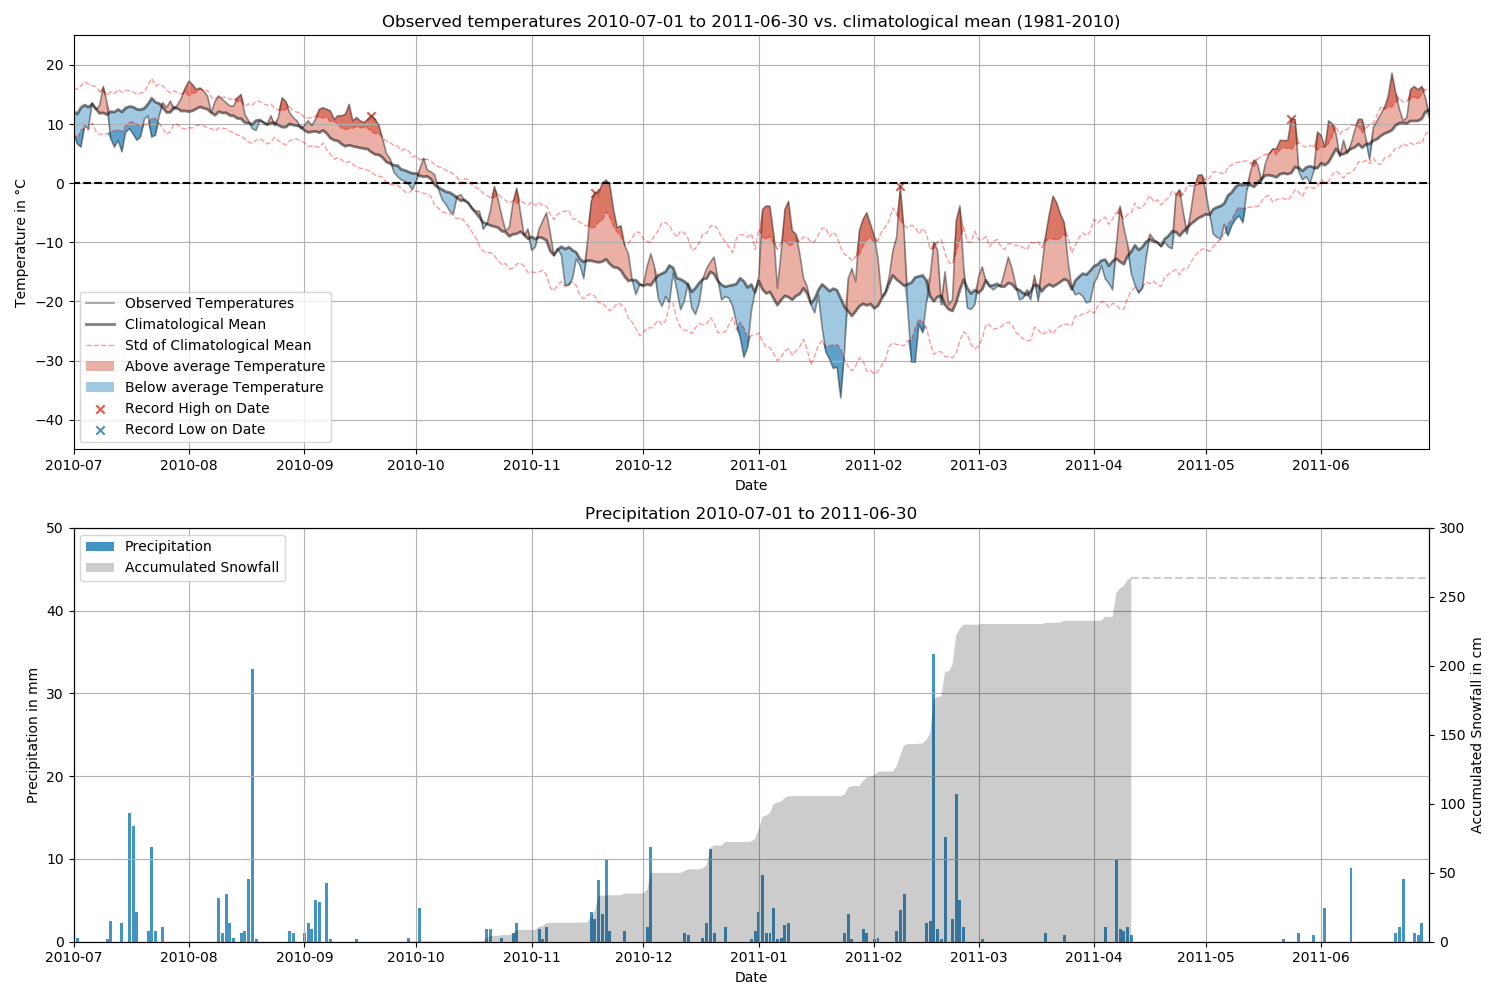 Observed temperatures 2010-07-01 to 2011-06-30 vs. climatological mean (1981-2010)
Temperature in °C
20
10
0
−10
−20
−30
−40
Observed Temperatures
Climatological Mean
Std of Climatological Mean
Above average Temperature
Below average Temperature
Record High on Date
Record Low on Date
2010-07 2010-08 2010-09 2010-10 2010-11 2010-12 2011-01 2011-02 2011-03 2011-04 2011-05 2011-06
Date
Precipitation 2010-07-01 to 2011-06-30
Precipitation in mm
50
40
30
20
10
0
Precipitation
Accumulated Snowfall
300
250
200
150
100
50
0
Accumulated Snowfall in cm
2010-07 2010-08 2010-09 2010-10 2010-11 2010-12 2011-01 2011-02 2011-03 2011-04 2011-05 2011-06
Date